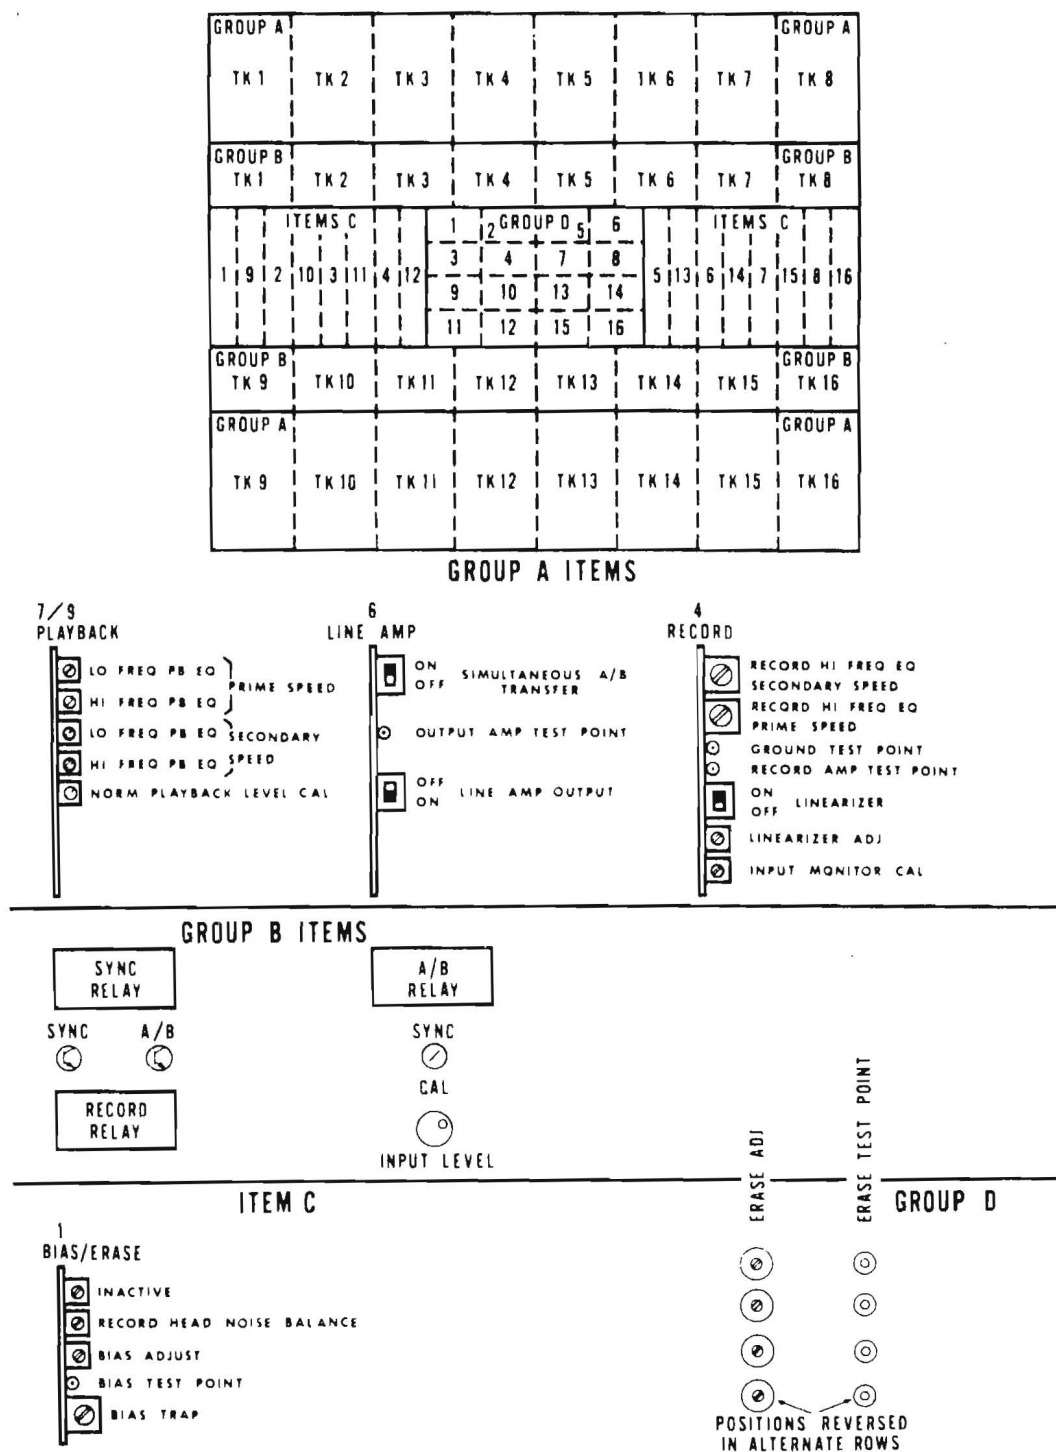 GROUP A GROUP A
TK 1 TK 2 TK 3 TK 4 TK 5 TK 6 TK 7 TK 8
GROUP B GROUP B
TK 1 TK 2 TK 3 TK 4 TK 5 TK 6 TK 7 TK 8
ITEMS C 1 2 GROUP D 5 6 ITEMS C
3 4 7 8
1 9 2 10 3 11 4 12 5 13 6 14 7 15 8 16
9 10 13 14
11 12 15 16
GROUP B GROUP B
TK 9 TK 10 TK 11 TK 12 TK 13 TK 14 TK 15 TK 16
GROUP A GROUP A
TK 9 TK 10 TK 11 TK 12 TK 13 TK 14 TK 15 TK 16
GROUP A ITEMS
7/9
PLAYBACK
LO FREQ PB EQ
HI FREQ PB EQ
PRIME SPEED
LO FREQ PB EQ
HI FREQ PB EQ
SECONDARY
SPEED
NORM PLAYBACK LEVEL CAL
6
LINE AMP
ON
OFF
SIMULTANEOUS A/B
TRANSFER
OUTPUT AMP TEST POINT
OFF
ON
LINE AMP OUTPUT
4
RECORD
RECORD HI FREQ EQ
SECONDARY SPEED
RECORD HI FREQ EQ
PRIME SPEED
GROUND TEST POINT
RECORD AMP TEST POINT
ON
OFF
LINEARIZER
LINEARIZER ADJ
INPUT MONITOR CAL
GROUP B ITEMS
SYNC
RELAY
SYNC A/B
RECORD
RELAY
A/B
RELAY
SYNC
CAL
INPUT LEVEL
ITEM C
1
BIAS/ERASE
INACTIVE
RECORD HEAD NOISE BALANCE
BIAS ADJUST
BIAS TEST POINT
BIAS TRAP
GROUP D
ERASE ADJ
ERASE TEST POINT
POSITIONS REVERSED
IN ALTERNATE ROWS